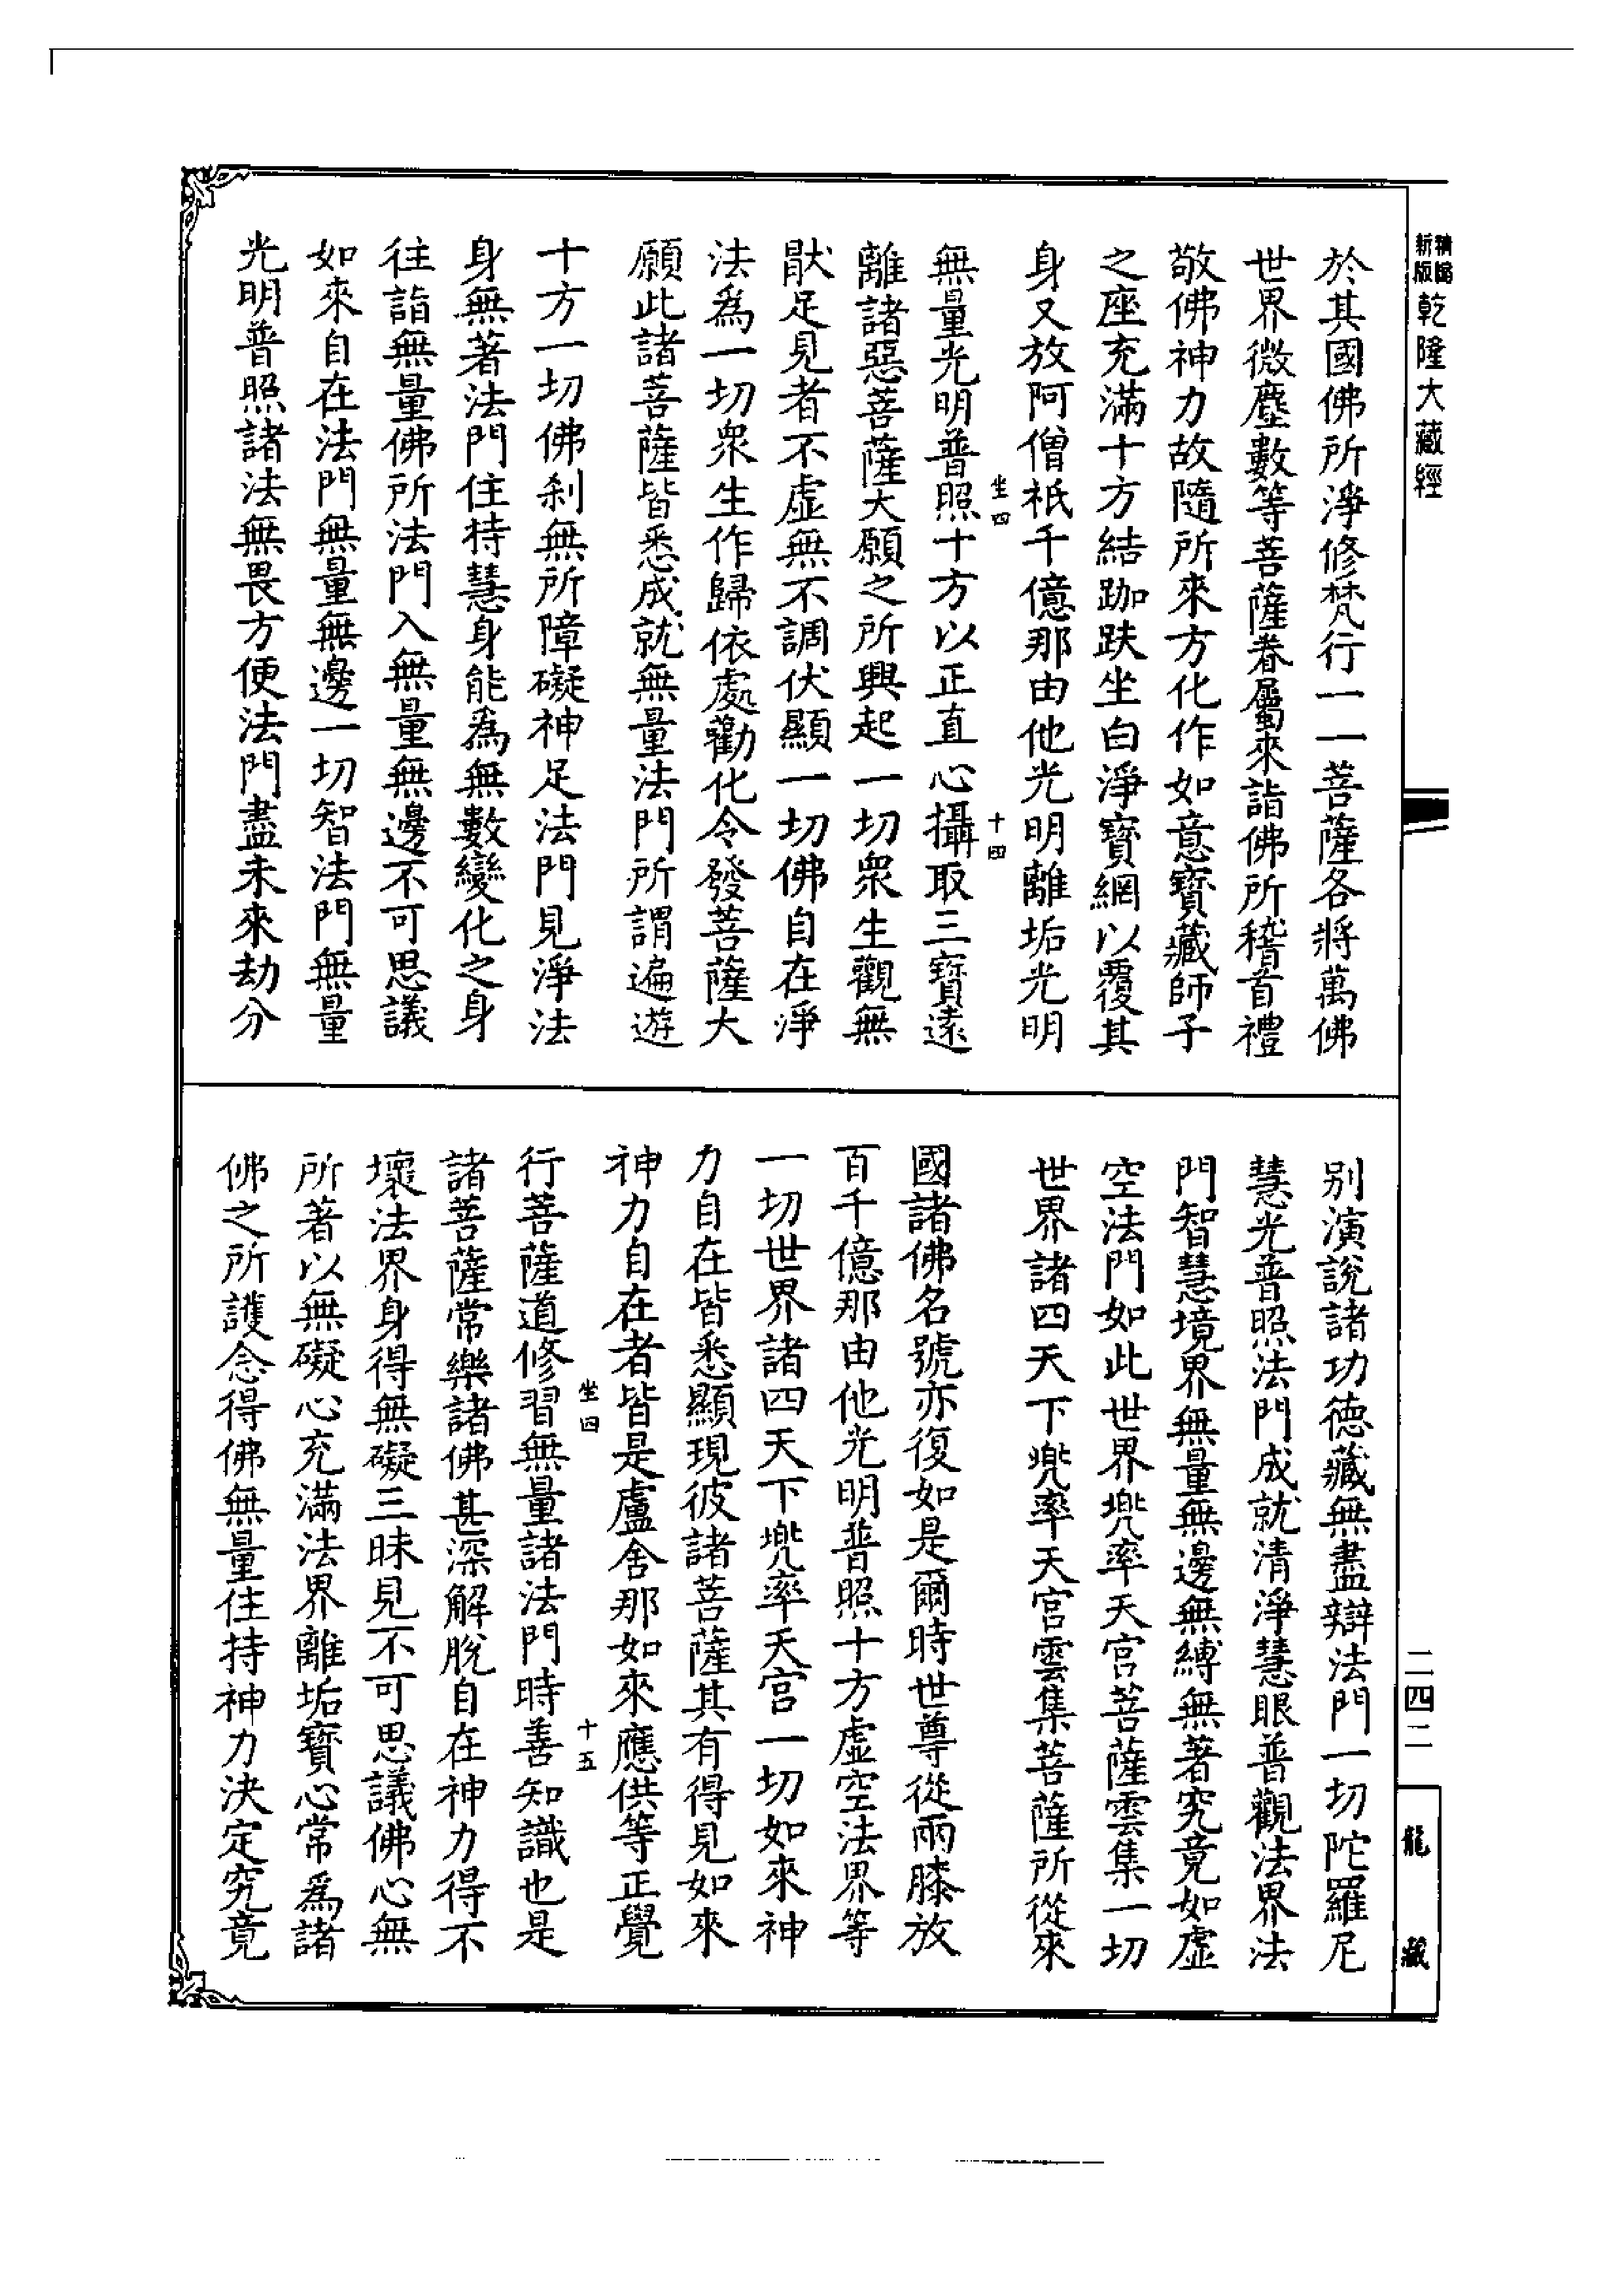 精縮新版乾隆大藏經
於其國佛所淨修梵行一一菩薩各將萬佛
世界微塵數等菩薩眷屬來詣佛所稽首禮
敬佛神力故隨所來方化作如意寶藏師子
之座充滿十方結跏趺坐白淨寶網以覆其
身又放阿僧祇千億那由他光明離垢光明
坐四
十四
無量光明普照十方以正直心攝取三寶遠
離諸惡菩薩大願之所興起一切眾生觀無
猒足見者不虛無不調伏顯一切佛自在淨
法為一切眾生作歸依處勸化令發菩薩大
願此諸菩薩皆悉成就無量法門所謂遍遊
十方一切佛剎無所障礙神足法門見淨法
身無著法門住持慧身能為無數變化之身
往詣無量佛所法門入無量無邊不可思議
如來自在法門無量無邊一切智法門無量
光明普照諸法無畏方便法門盡未來劫分
別演說諸功德藏無盡辯法門一切陀羅尼
慧光普照法門成就清淨慧眼普觀法界法
門智慧境界無量無邊無縛無著究竟如虛
空法門如此世界兜率天宮菩薩雲集一切
世界諸四天下兜率天宮雲集菩薩所從來
國諸佛名號亦復如是爾時世尊從兩膝放
百千億那由他光明普照十方虛空法界等
一切世界諸四天下兜率天宮一切如來神
力自在皆悉顯現彼諸菩薩其有得見如來
神力自在者皆是盧舍那如來應供等正覺
坐四
十五
行菩薩道修習無量諸法門時善知識也是
諸菩薩常樂諸佛甚深解脫自在神力得不
壞法界身得無礙三昧見不可思議佛心無
所著以無礙心充滿法界離垢寶心常為諸
佛之所護念得佛無量住持神力決定究竟
二四二
龍藏